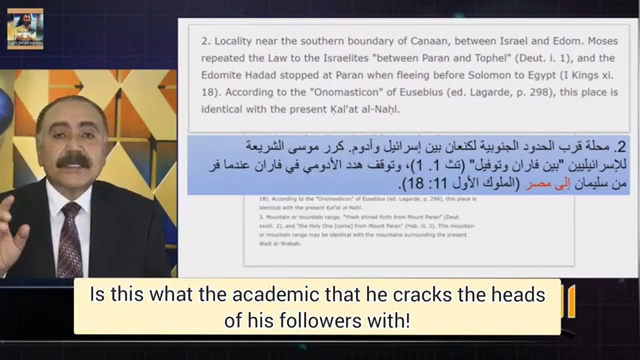 2. Locality near the southern boundary of Canaan, between Israel and Edom. Moses
repeated the Law to the Israelites "between Paran and Tophel" (Deut. i. 1), and the
Edomite Hadad stopped at Paran when fleeing before Solomon to Egypt (I Kings xi.
18). According to the "Onomasticon" of Eusebius (ed. Lagarde, p. 298), this place is
identical with the present Ḳal'at al-Naḥl.
2. محلة قرب الحدود الجنوبية لكنعان بين إسرائيل وأدوم. كرر موسى الشريعة
للإسرائيليين "بين فاران وتوفيل" (تث 1. 1)، وتوقف هدد الأدومي في فاران عندما فر
من سليمان إلى مصر (الملوك الأول 11: 18).
18). According to the "Onomasticon" of Eusebius (ed. Lagarde, p. 298), this place is
identical with the present Ḳal'at al-Naḥl.
3. Mountain or mountain range. "Yhwh shined forth from Mount Paran" (Deut.
xxxiii. 2), and "the Holy One [came] from Mount Paran" (Hab. iii. 3). This mountain
or mountain range may be identical with the mountains surrounding the present
Wadi al-'Arabah.
Is this what the academic that he cracks the heads
of his followers with!